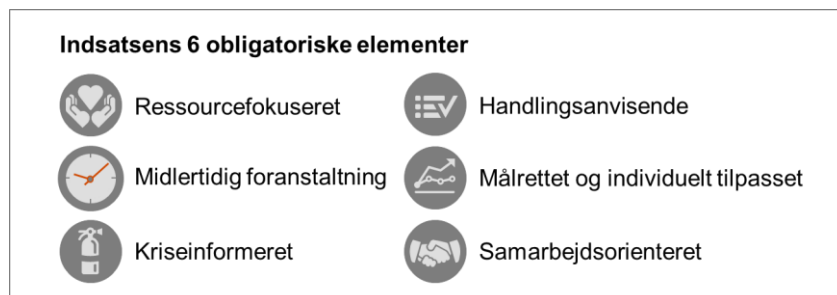 Indsatsens 6 obligatoriske elementer
Ressourcefokuseret
Handlingsanvisende
Midlertidig foranstaltning
Målrettet og individuelt tilpasset
Kriseinformeret
Samarbejdsorienteret